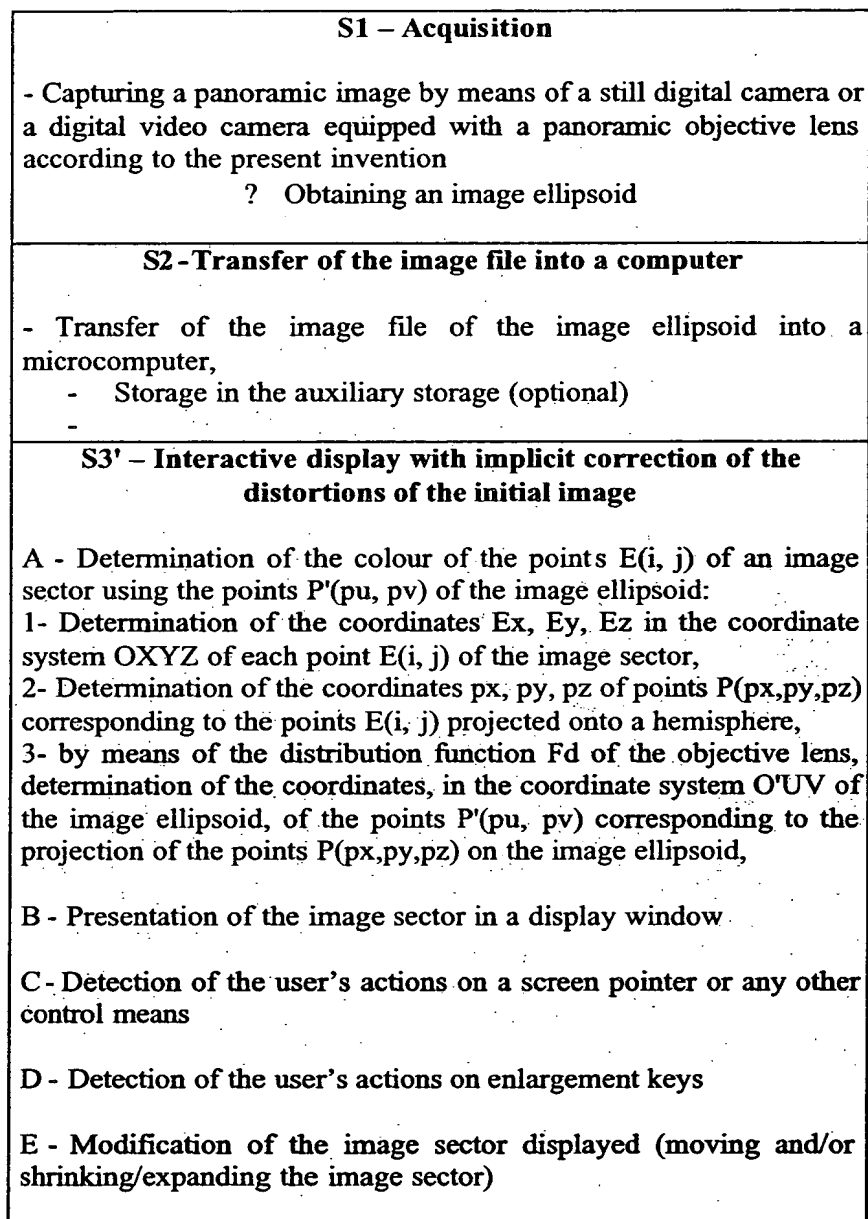 S1 – Acquisition
- Capturing a panoramic image by means of a still digital camera or
a digital video camera equipped with a panoramic objective lens
according to the present invention
? Obtaining an image ellipsoid
S2 - Transfer of the image file into a computer
- Transfer of the image file of the image ellipsoid into a
microcomputer,
- Storage in the auxiliary storage (optional)
-
S3' – Interactive display with implicit correction of the
distortions of the initial image
A - Determination of the colour of the points E(i, j) of an image
sector using the points P'(pu, pv) of the image ellipsoid:
1- Determination of the coordinates Ex, Ey, Ez in the coordinate
system OXYZ of each point E(i, j) of the image sector,
2- Determination of the coordinates px, py, pz of points P(px,py,pz)
corresponding to the points E(i, j) projected onto a hemisphere,
3- by means of the distribution function Fd of the objective lens,
determination of the coordinates, in the coordinate system O'UV of
the image ellipsoid, of the points P'(pu, pv) corresponding to the
projection of the points P(px,py,pz) on the image ellipsoid,
B - Presentation of the image sector in a display window
C - Detection of the user's actions on a screen pointer or any other
control means
D - Detection of the user's actions on enlargement keys
E - Modification of the image sector displayed (moving and/or
shrinking/expanding the image sector)